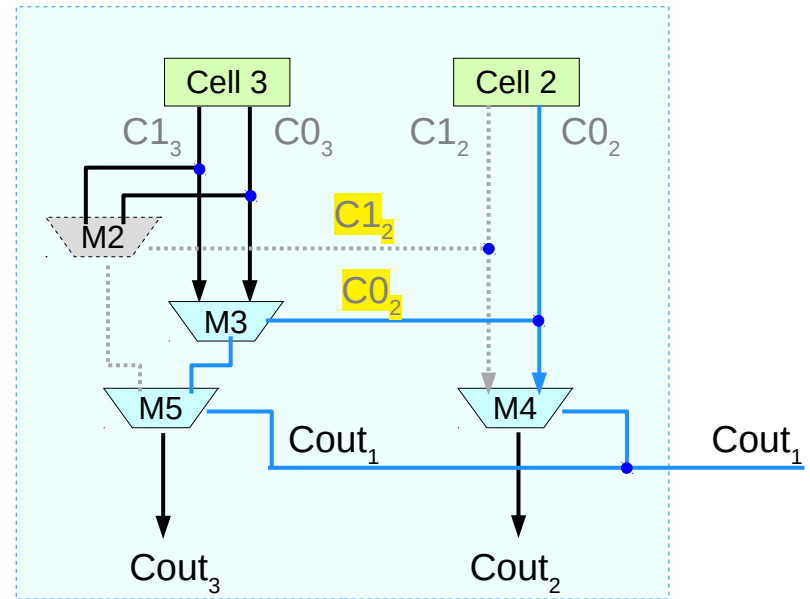 Cell 3
Cell 2
C1₃
C0₃
C1₂
C0₂
C1₂
M2
C0₂
M3
M5
M4
Cout₁
Cout₁
Cout₃
Cout₂